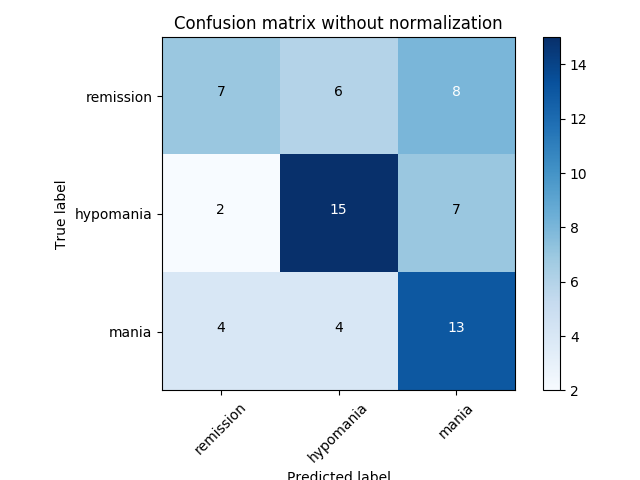 Confusion matrix without normalization
remission
7
6
8
hypomania
2
15
7
mania
4
4
13
True label
remission
hypomania
mania
Predicted label
14
12
10
8
6
4
2